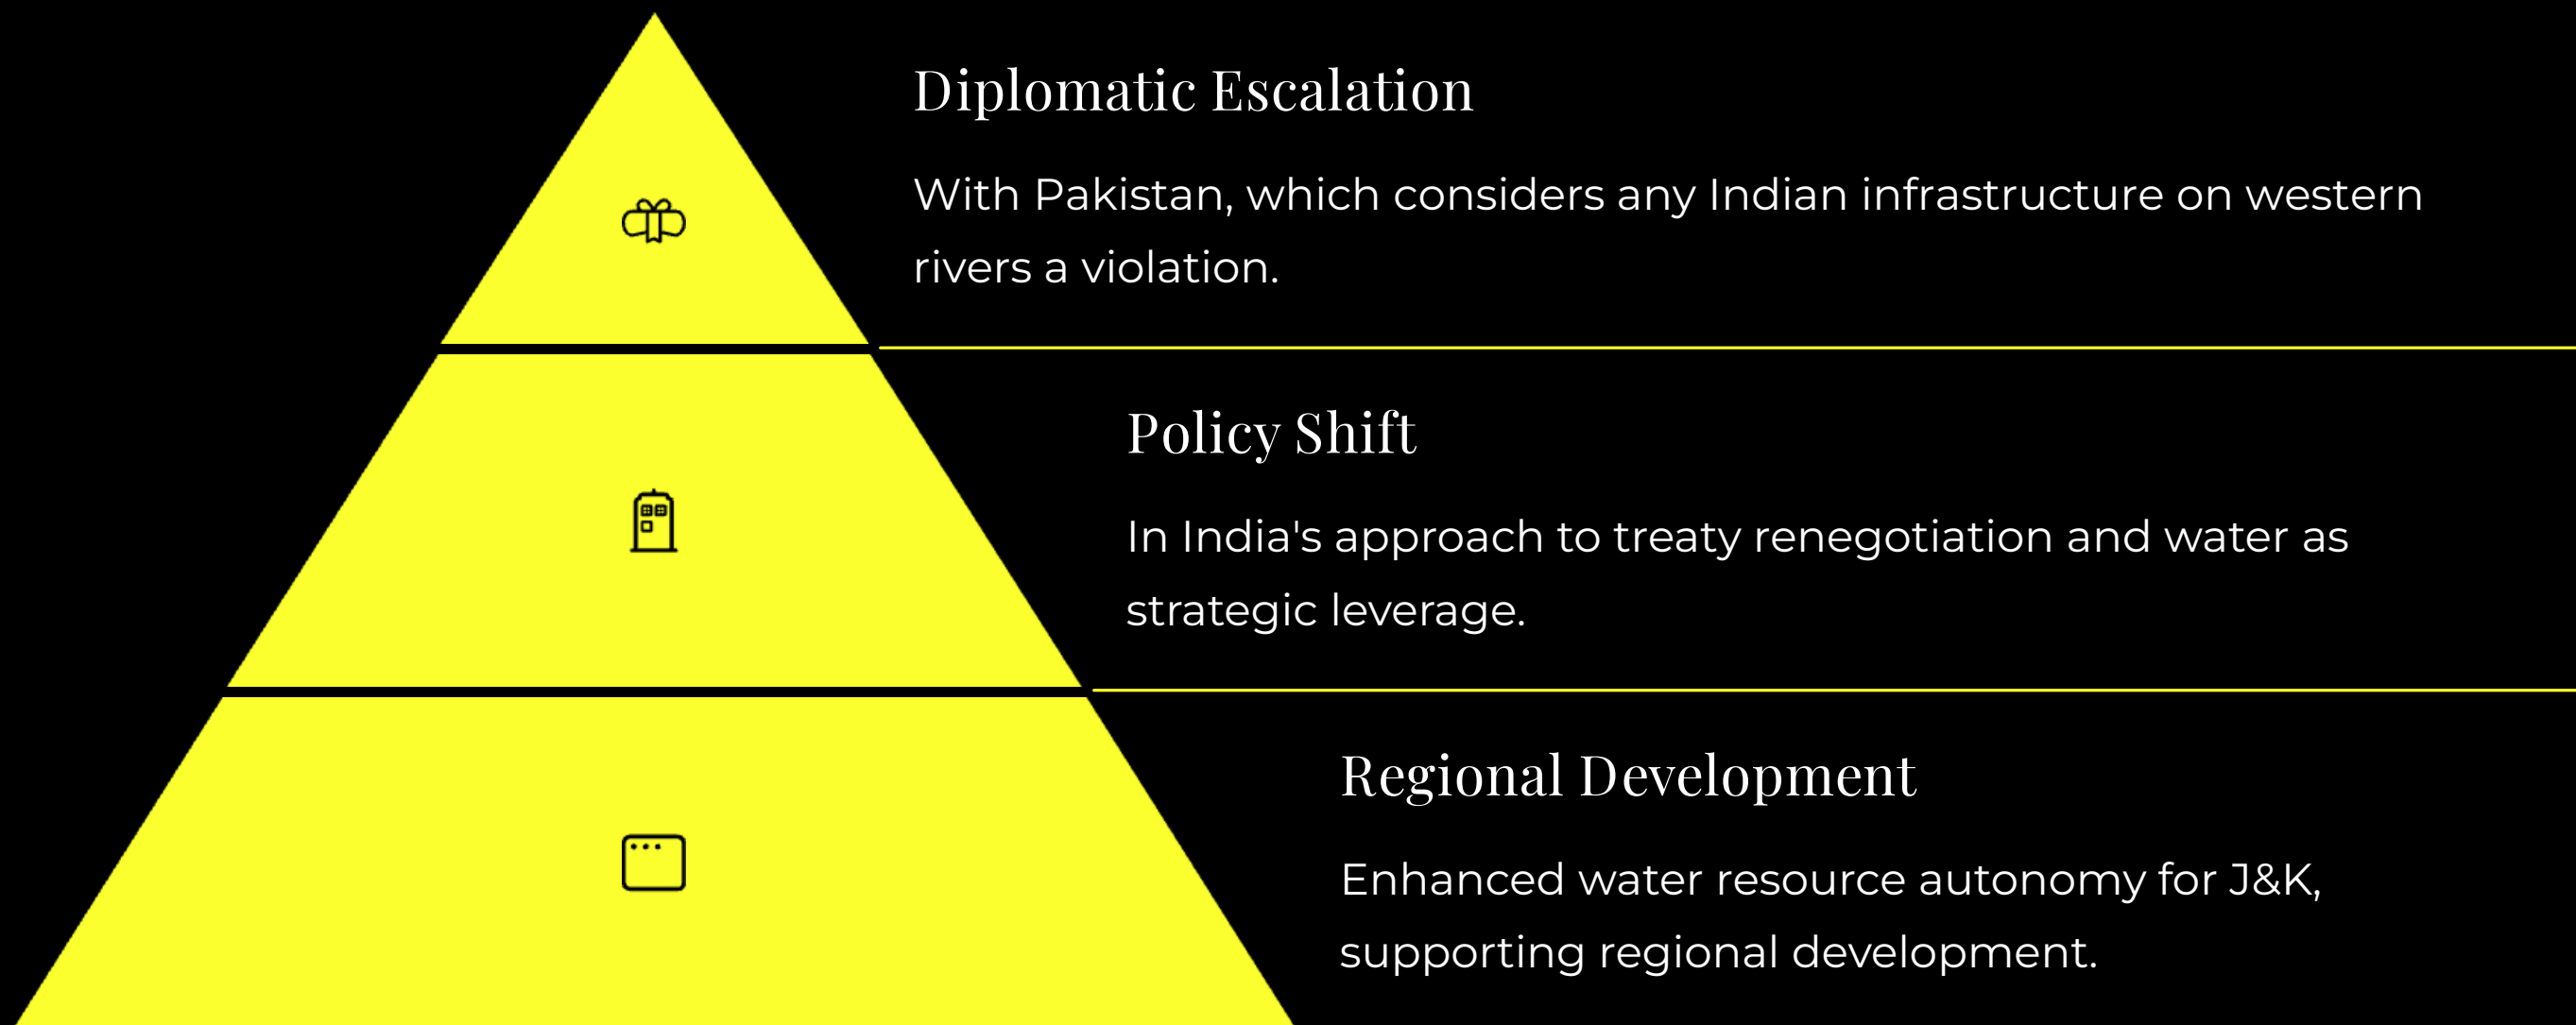 Diplomatic Escalation
With Pakistan, which considers any Indian infrastructure on western
rivers a violation.
Policy Shift
In India's approach to treaty renegotiation and water as
strategic leverage.
Regional Development
Enhanced water resource autonomy for J&K,
supporting regional development.